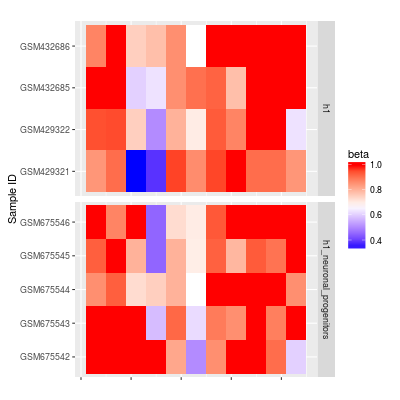 GSM432686
GSM432685
GSM429322
GSM429321
h1
GSM675546
GSM675545
GSM675544
GSM675543
GSM675542
h1_neuronal_progenitors
Sample ID
beta
1.0
0.8
0.6
0.4